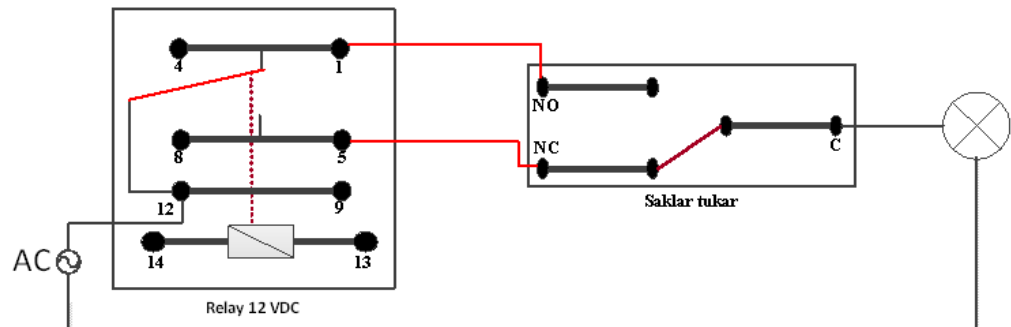 4 1
NO
8 5
NC
C
12 9
Saklar tukar
AC
14 13
Relay 12 VDC